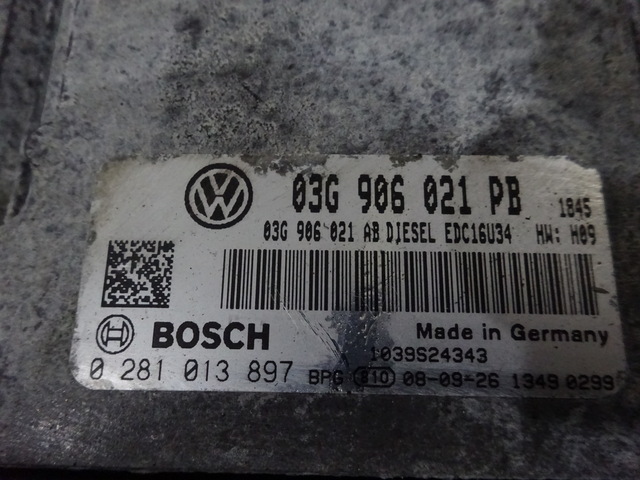 VW 03G 906 021 PB 1845
03G 906 021 AB DIESEL EDC16U34 HW: H09
BOSCH Made in Germany
1039S24343
0 281 013 897 BPG 810 08-09-26 1349 0299